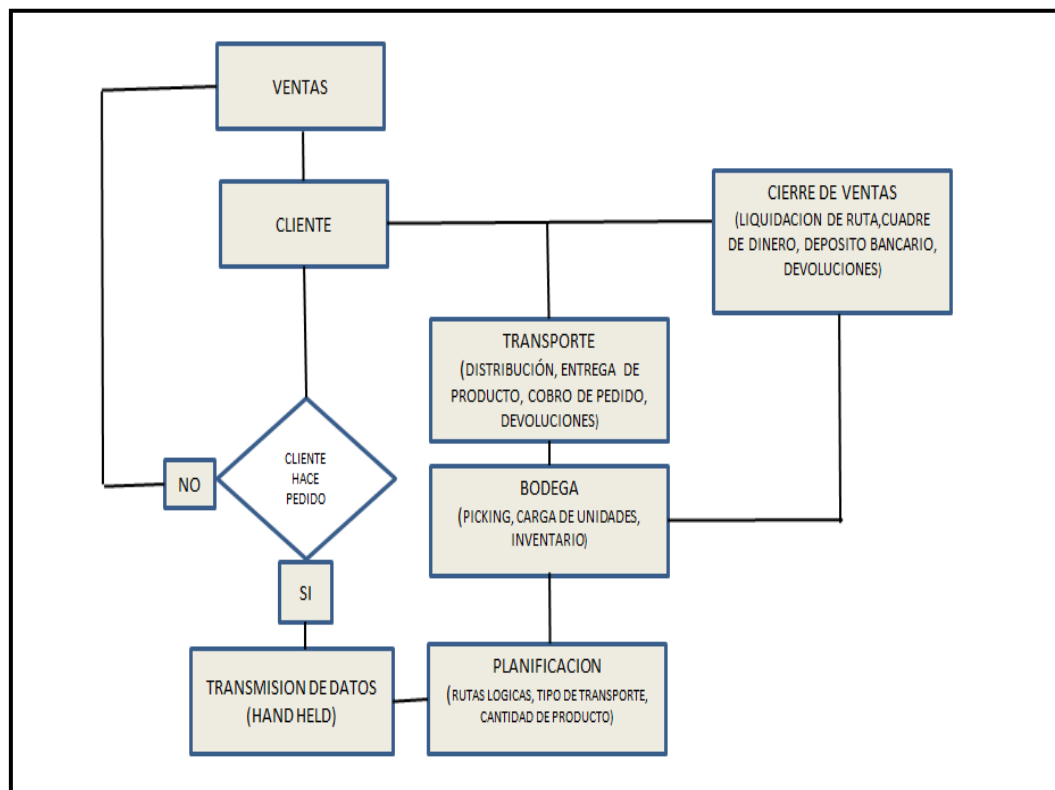 VENTAS
CLIENTE
CIERRE DE VENTAS
(LIQUIDACION DE RUTA,CUADRE
DE DINERO, DEPOSITO BANCARIO,
DEVOLUCIONES)
TRANSPORTE
(DISTRIBUCIÓN, ENTREGA DE
PRODUCTO, COBRO DE PEDIDO,
DEVOLUCIONES)
CLIENTE
HACE
PEDIDO
NO
BODEGA
(PICKING, CARGA DE UNIDADES,
INVENTARIO)
SI
TRANSMISION DE DATOS
(HAND HELD)
PLANIFICACION
(RUTAS LOGICAS, TIPO DE TRANSPORTE,
CANTIDAD DE PRODUCTO)